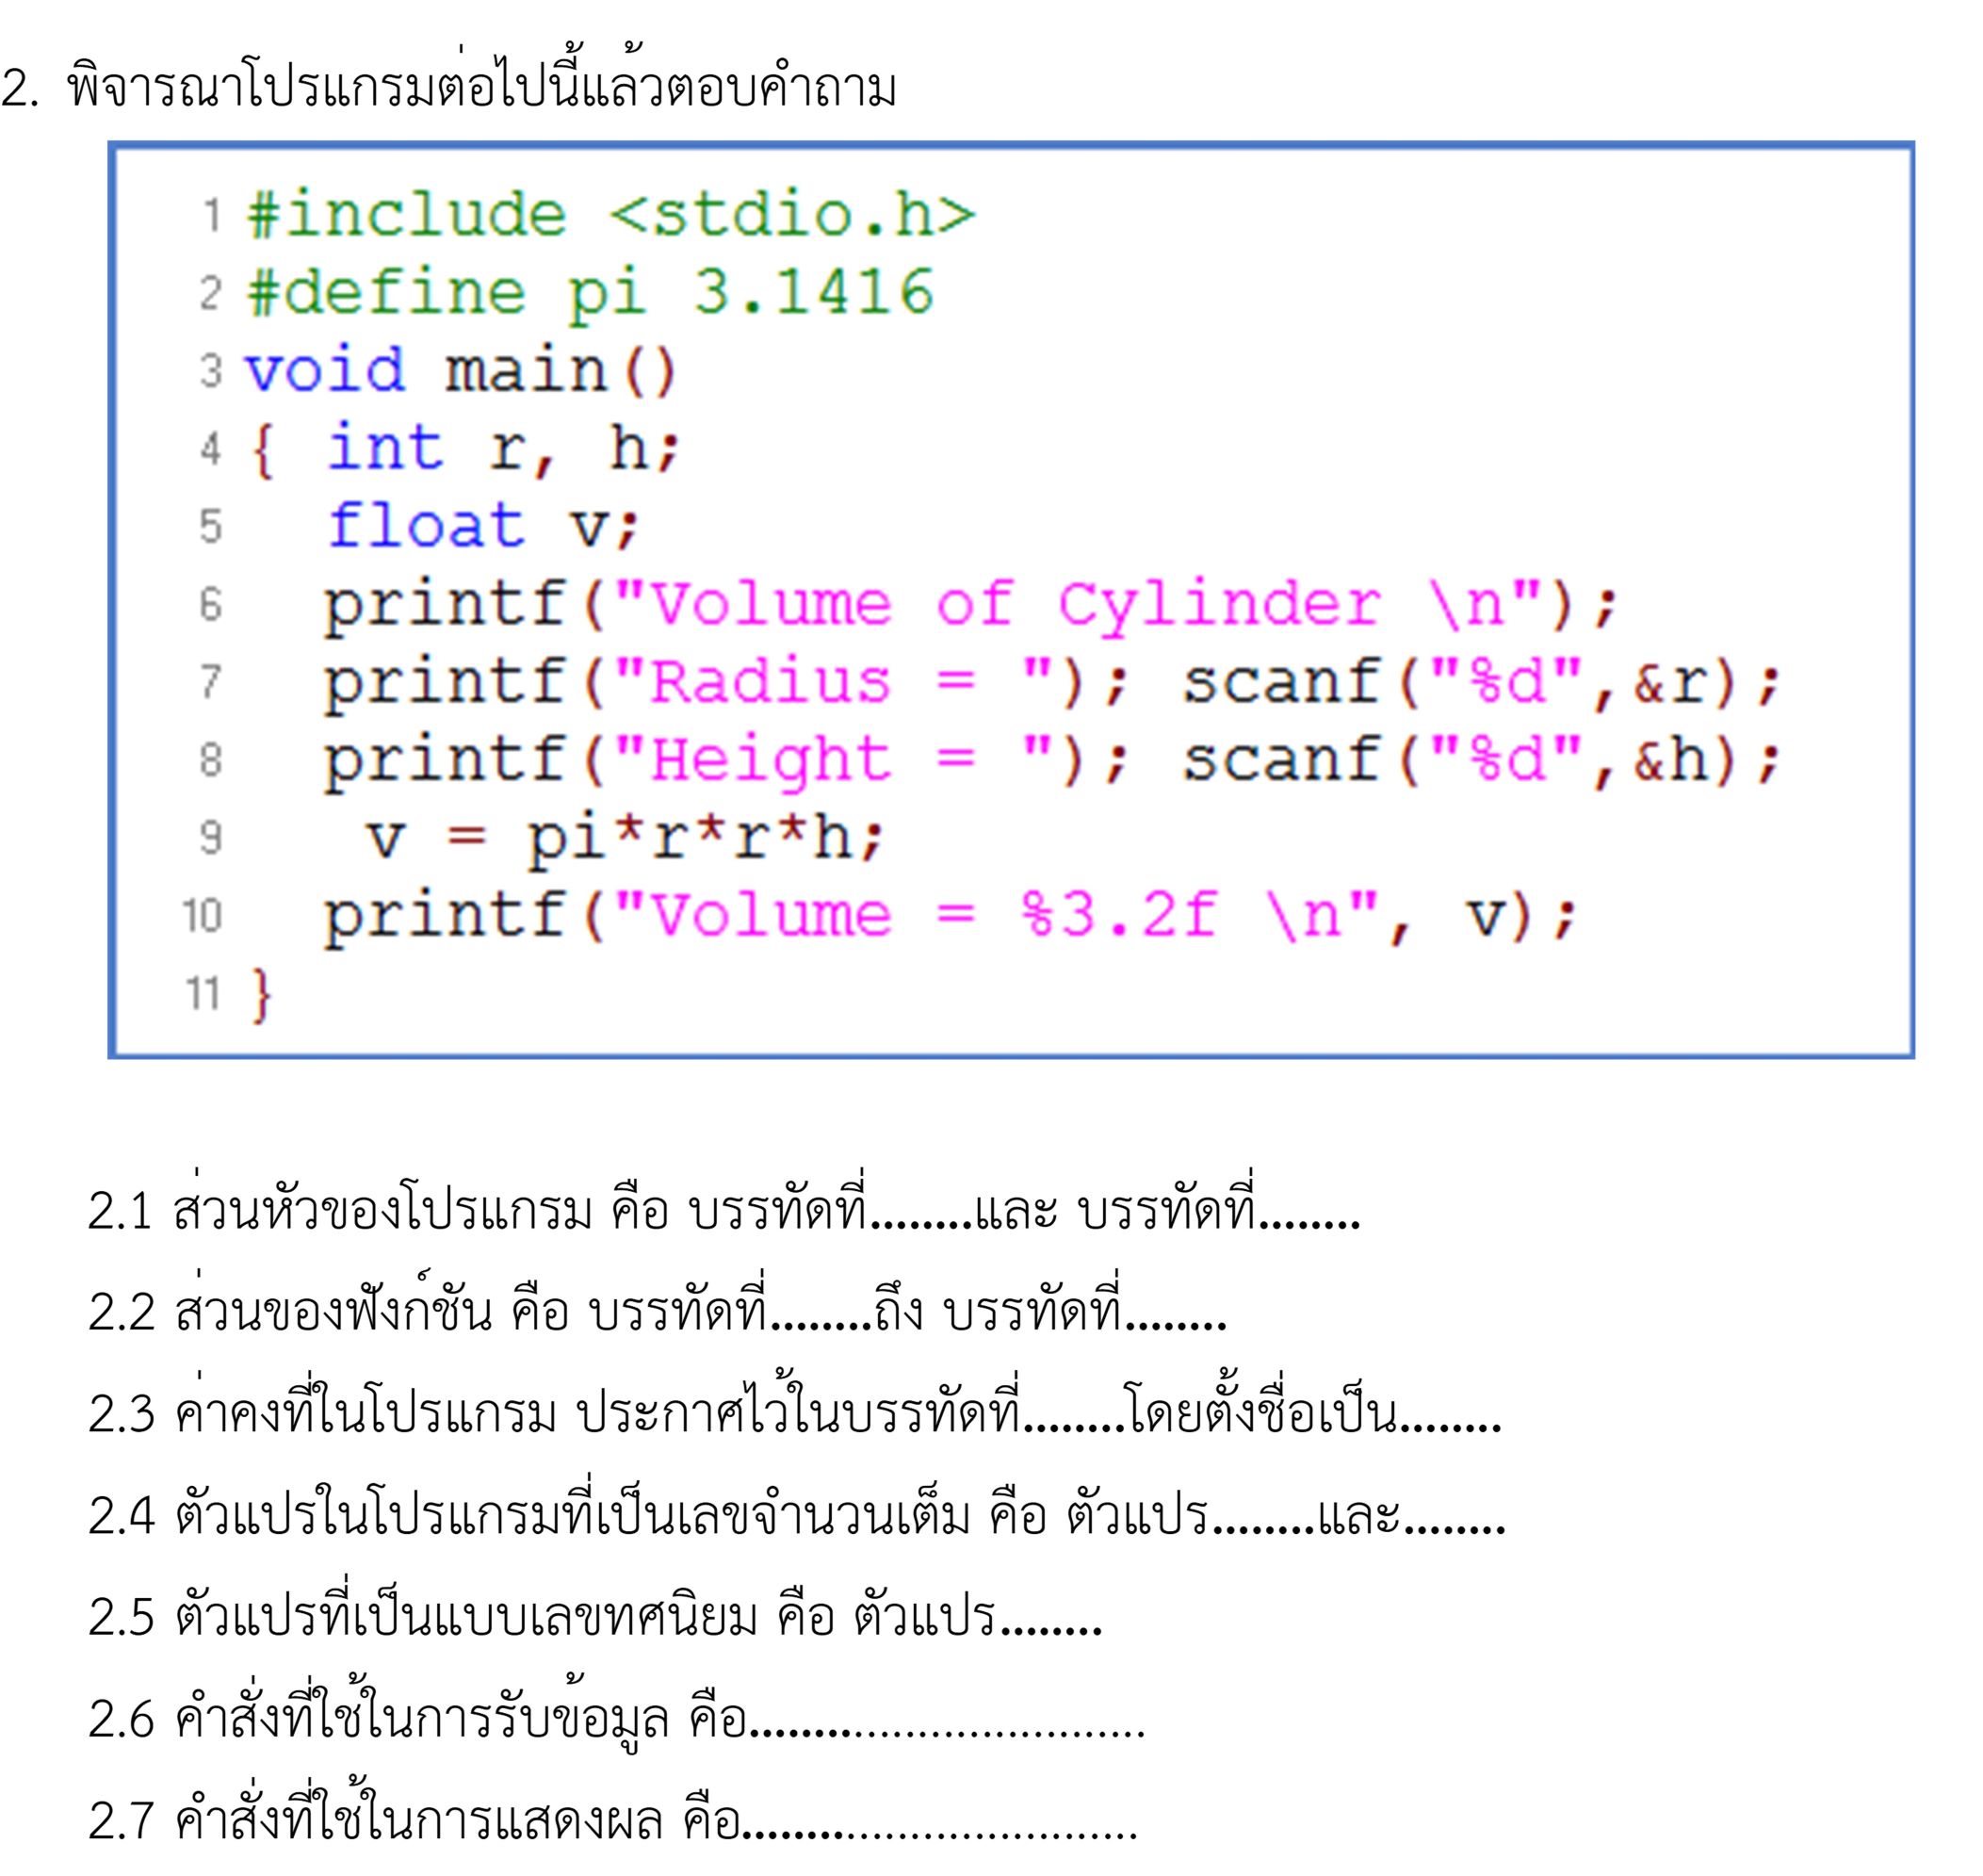 2. พิจารณาโปรแกรมต่อไปนี้แล้วตอบคำถาม
1 #include <stdio.h>
2 #define pi 3.1416
3 void main()
4 { int r, h;
5 float v;
6 printf("Volume of Cylinder \n");
7 printf("Radius = "); scanf("%d",&r);
8 printf("Height = "); scanf("%d",&h);
9 v = pi*r*r*h;
10 printf("Volume = %3.2f \n", v);
11 }
2.1 ส่วนหัวของโปรแกรม คือ บรรทัดที่........และ บรรทัดที่........
2.2 ส่วนของฟังก์ชัน คือ บรรทัดที่........ถึง บรรทัดที่........
2.3 ค่าคงที่ในโปรแกรม ประกาศไว้ในบรรทัดที่........โดยตั้งชื่อเป็น........
2.4 ตัวแปรในโปรแกรมที่เป็นเลขจำนวนเต็ม คือ ตัวแปร........และ........
2.5 ตัวแปรที่เป็นแบบเลขทศนิยม คือ ตัวแปร........
2.6 คำสั่งที่ใช้ในการรับข้อมูล คือ..............................
2.7 คำสั่งที่ใช้ในการแสดงผล คือ..............................